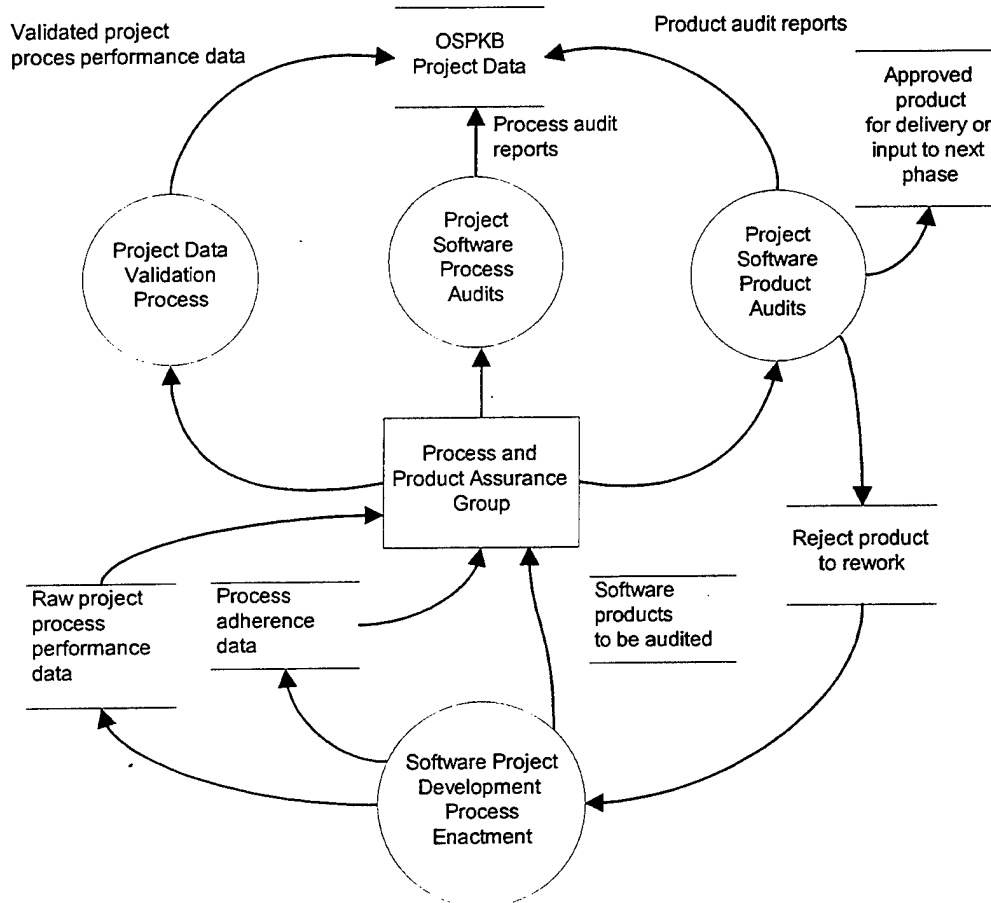 Validated project
proces performance data
OSPKB
Project Data
Product audit reports
Approved
product
for delivery or
input to next
phase
Process audit
reports
Project Data
Validation
Process
Project
Software
Process
Audits
Project
Software
Product
Audits
Process and
Product Assurance
Group
Reject product
to rework
Raw project
process
performance
data
Process
adherence
data
Software
products
to be audited
Software Project
Development
Process
Enactment